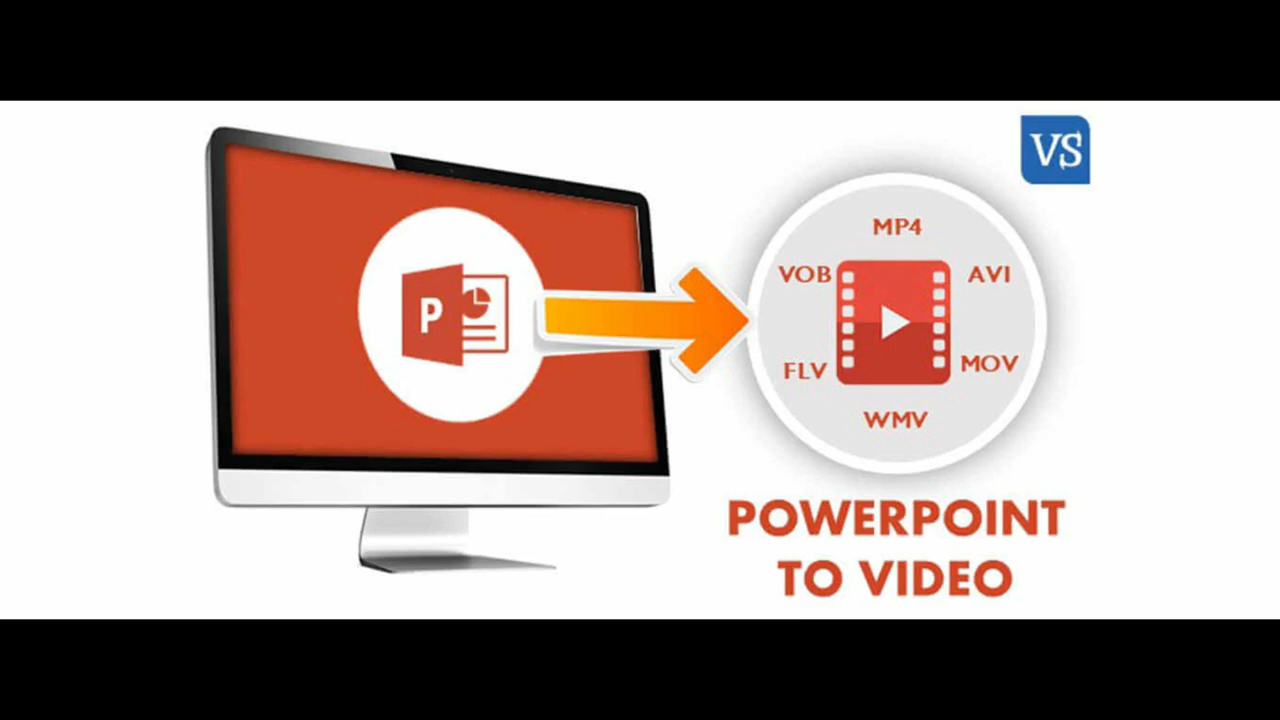 VS
P
MP4
VOB
AVI
FLV
MOV
WMV
POWERPOINT
TO VIDEO